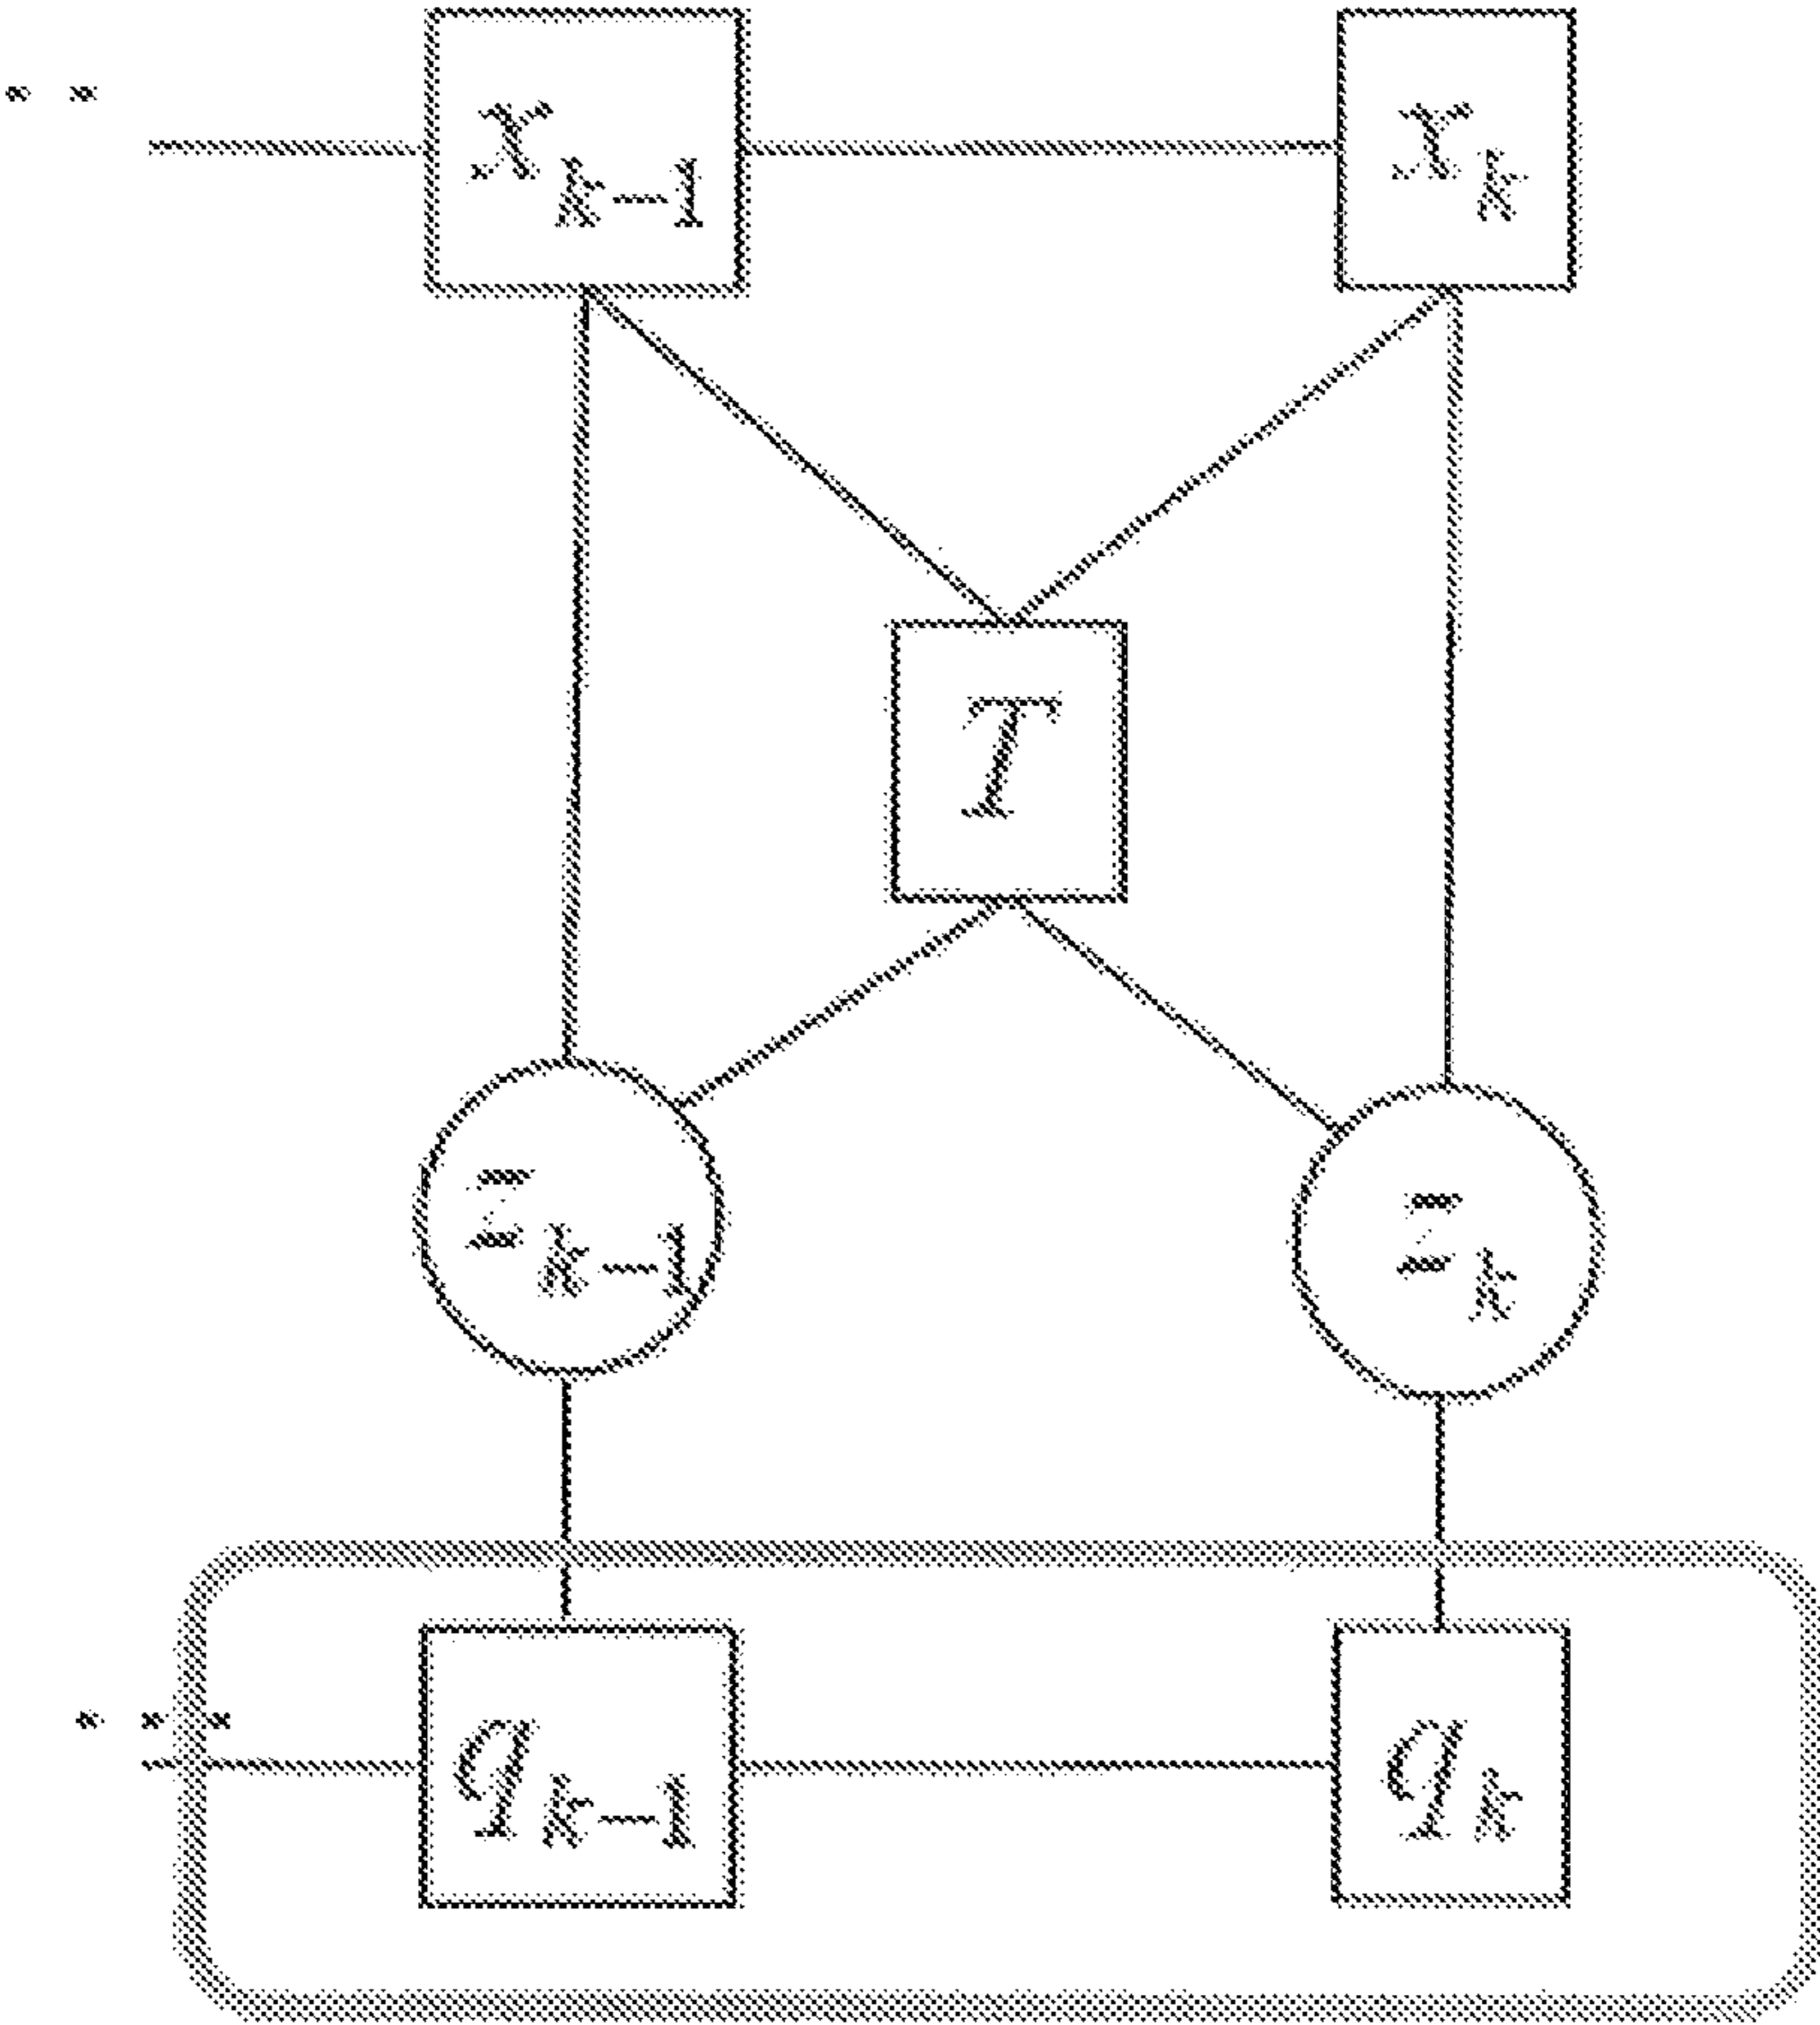 . . x_{k-1} x_k
T
z_{k-1} z_k
. . . q_{k-1} q_k